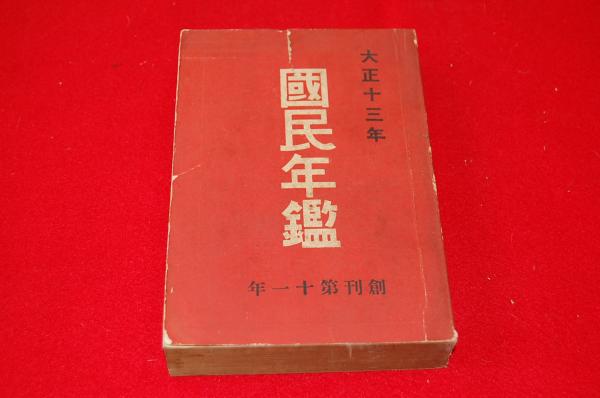 大正十三年
國民年鑑
創刊第十一年